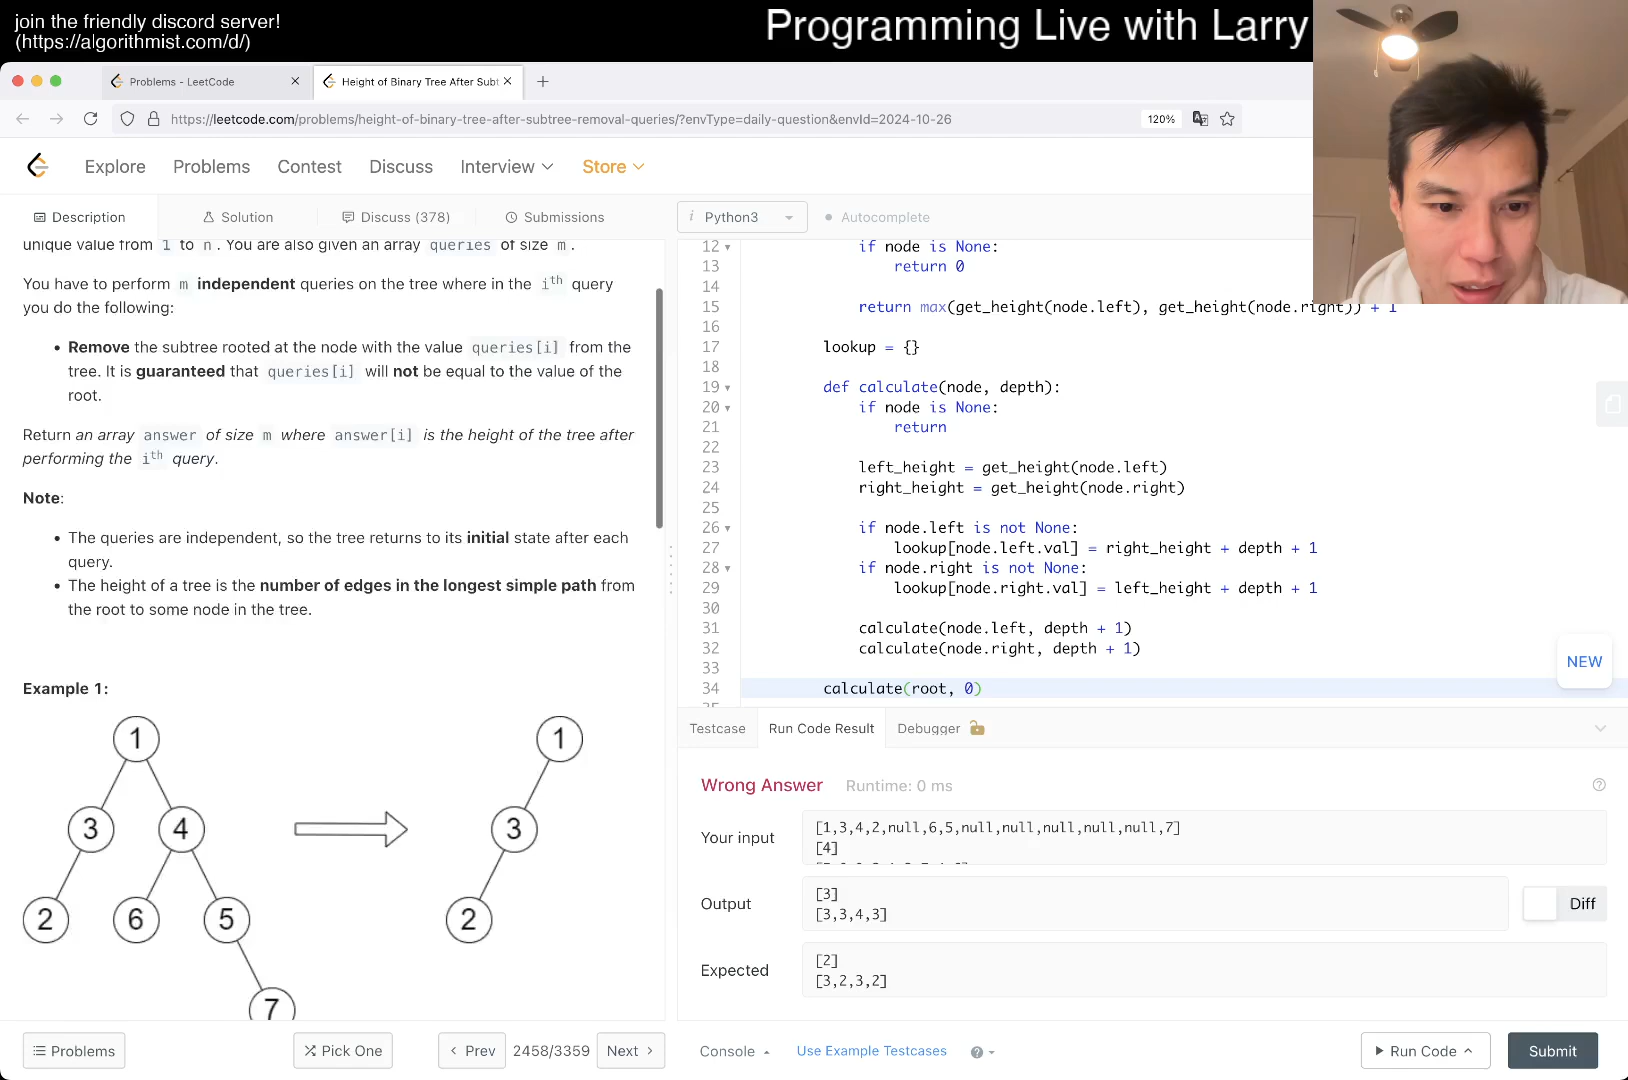 join the friendly discord server!
(https://algorithmist.com/d/)
Programming Live with Larry
Problems - LeetCode
Height of Binary Tree After Subt
https://leetcode.com/problems/height-of-binary-tree-after-subtree-removal-queries/?envType=daily-question&envId=2024-10-26
120%
Explore
Problems
Contest
Discuss
Interview
Store
Description
Solution
Discuss (378)
Submissions
i Python3
Autocomplete
unique value from 1 to n. You are also given an array queries of size m.
You have to perform m independent queries on the tree where in the ith query
you do the following:
• Remove the subtree rooted at the node with the value queries[i] from the
tree. It is guaranteed that queries[i] will not be equal to the value of the
root.
Return an array answer of size m where answer[i] is the height of the tree after
performing the ith query.
Note:
• The queries are independent, so the tree returns to its initial state after each
query.
• The height of a tree is the number of edges in the longest simple path from
the root to some node in the tree.
Example 1:
1
3 4
2 6 5
7
1
3
2
12 if node is None:
13 return 0
14
15 return max(get_height(node.left), get_height(node.right)) + 1
16
17 lookup = {}
18
19 def calculate(node, depth):
20 if node is None:
21 return
22
23 left_height = get_height(node.left)
24 right_height = get_height(node.right)
25
26 if node.left is not None:
27 lookup[node.left.val] = right_height + depth + 1
28 if node.right is not None:
29 lookup[node.right.val] = left_height + depth + 1
30
31 calculate(node.left, depth + 1)
32 calculate(node.right, depth + 1)
33
34 calculate(root, 0)
NEW
Testcase
Run Code Result
Debugger
Wrong Answer
Runtime: 0 ms
Your input
[1,3,4,2,null,6,5,null,null,null,null,null,7]
[4]
Output
[3]
[3,3,4,3]
Diff
Expected
[2]
[3,2,3,2]
Problems
Pick One
Prev
2458/3359
Next
Console
Use Example Testcases
Run Code
Submit